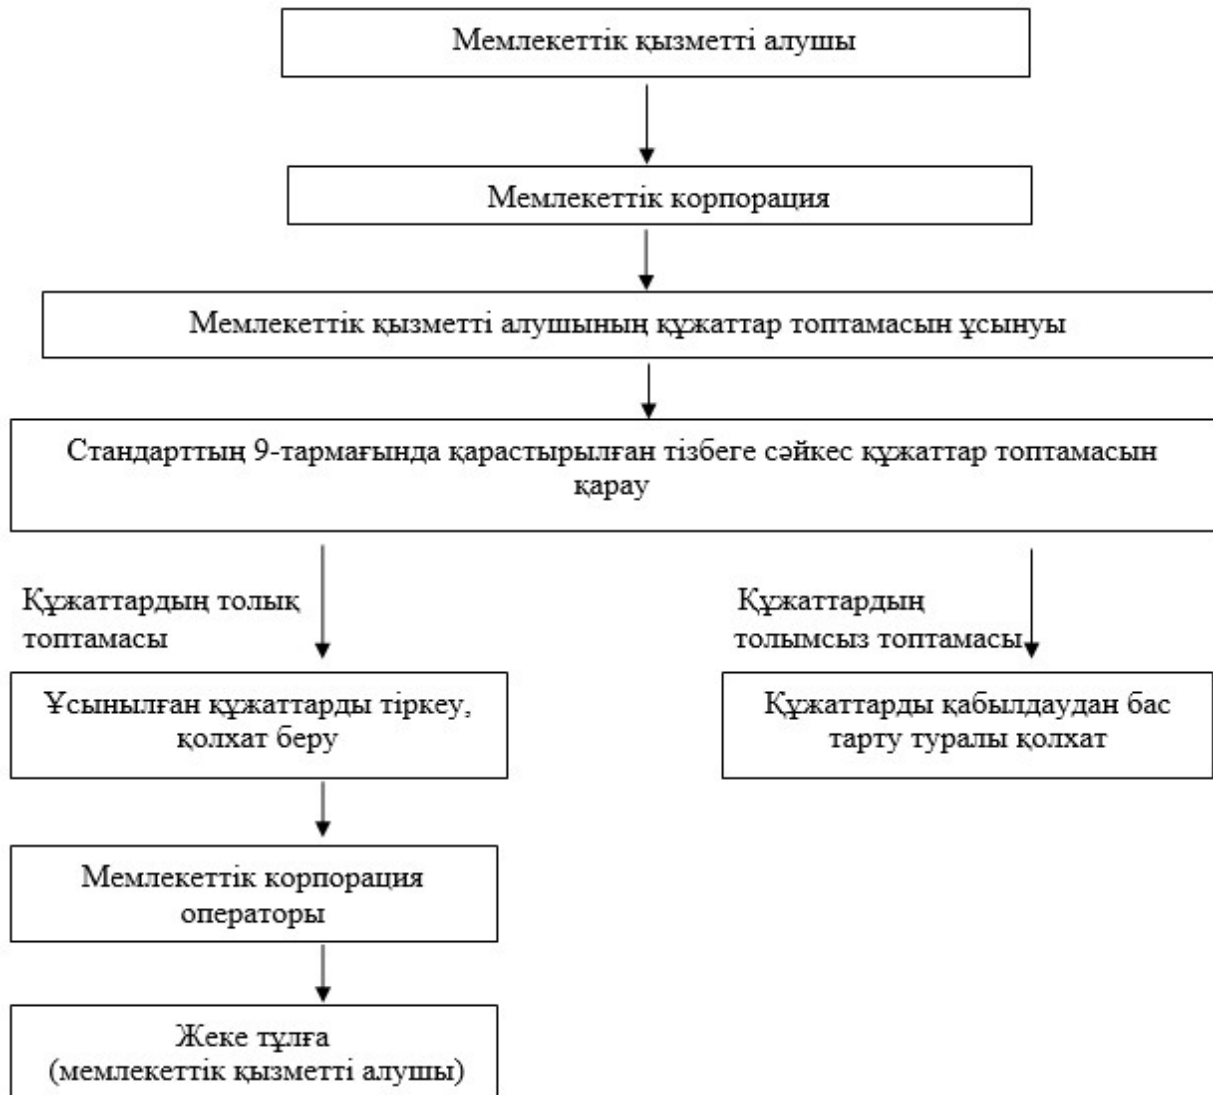 Мемлекеттік қызметті алушы
Мемлекеттік корпорация
Мемлекеттік қызметті алушының құжаттар топтамасын ұсынуы
Стандарттың 9-тармағында қарастырылған тізбеге сәйкес құжаттар топтамасын
қарау
Құжаттардың толық
топтамасы
Құжаттардың
толымсыз топтамасы
Ұсынылған құжаттарды тіркеу,
қолхат беру
Құжаттарды қабылдаудан бас
тарту туралы қолхат
Мемлекеттік корпорация
операторы
Жеке тұлға
(мемлекеттік қызметті алушы)